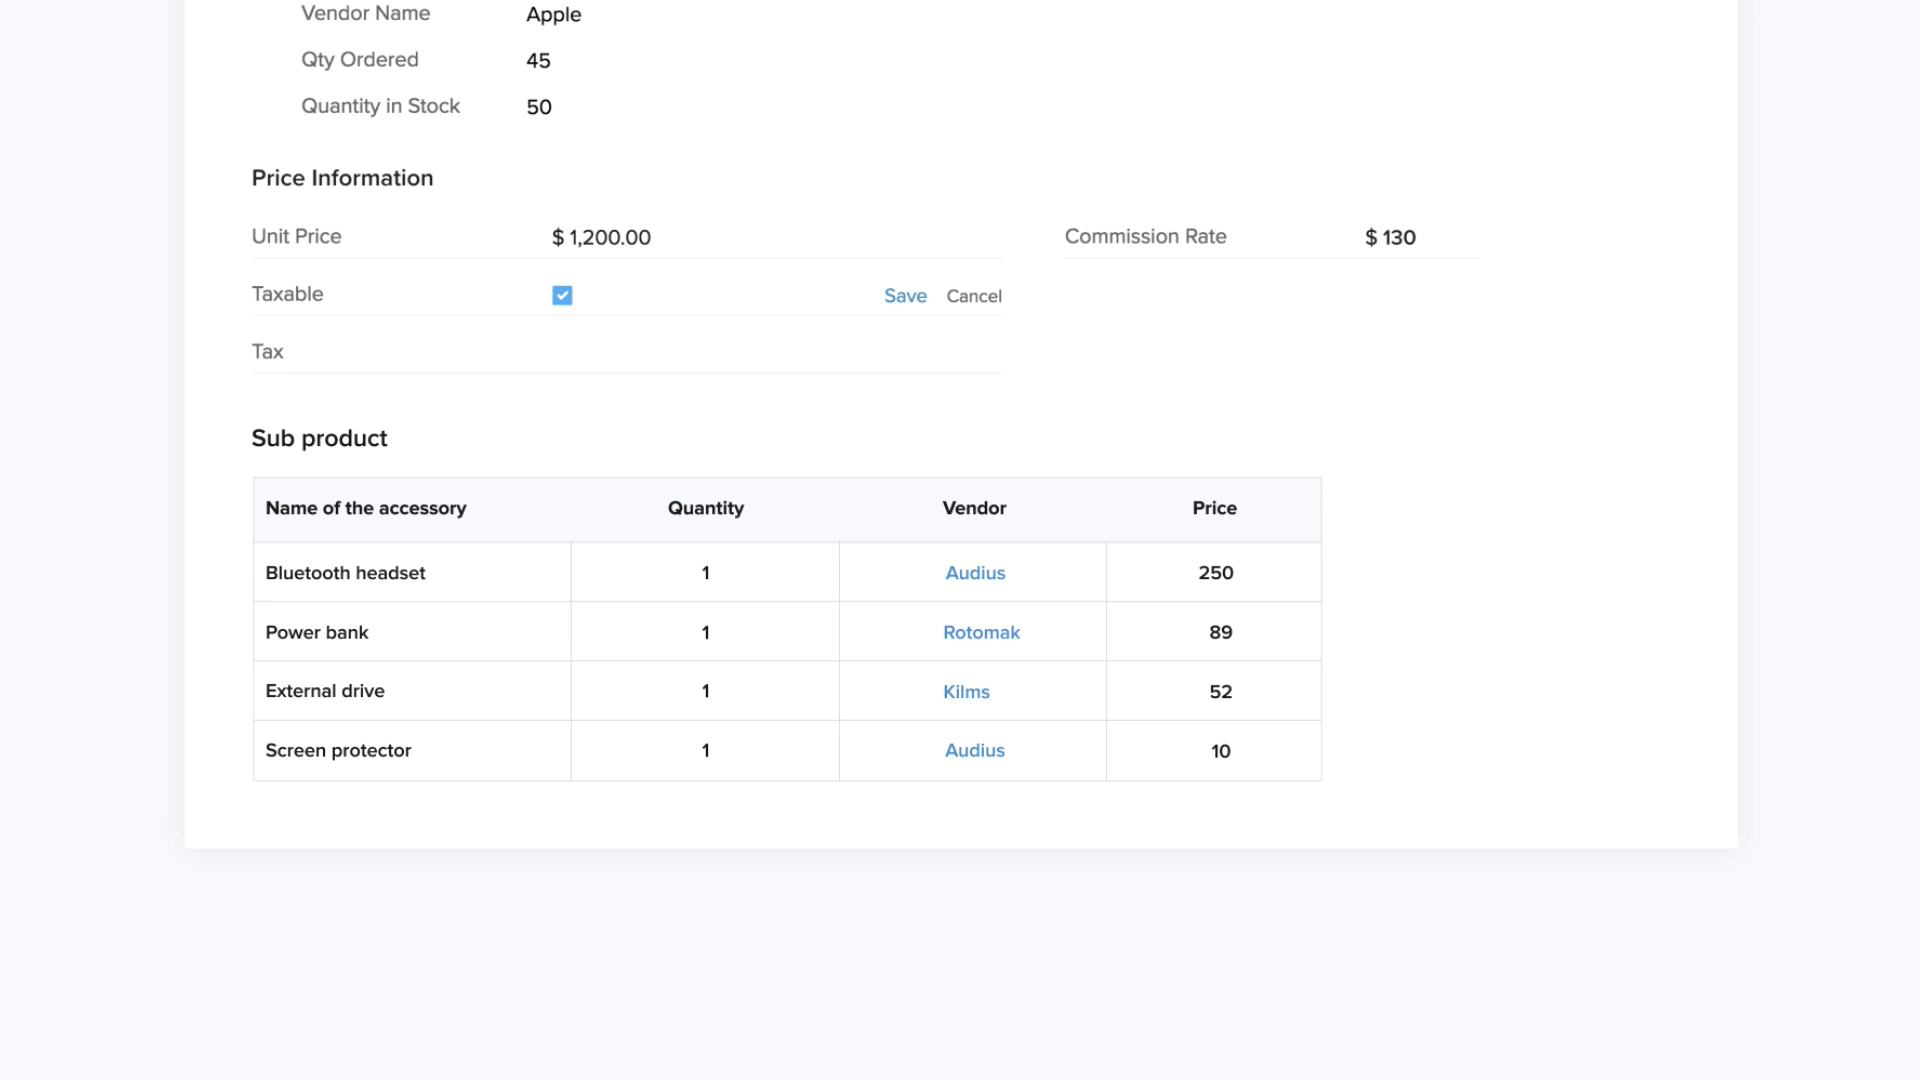 Vendor Name Apple
Qty Ordered 45
Quantity in Stock 50
Price Information
Unit Price $ 1,200.00 Commission Rate $ 130
Taxable Save Cancel
Tax
Sub product
Name of the accessory Quantity Vendor Price
Bluetooth headset 1 Audius 250
Power bank 1 Rotomak 89
External drive 1 Kilms 52
Screen protector 1 Audius 10